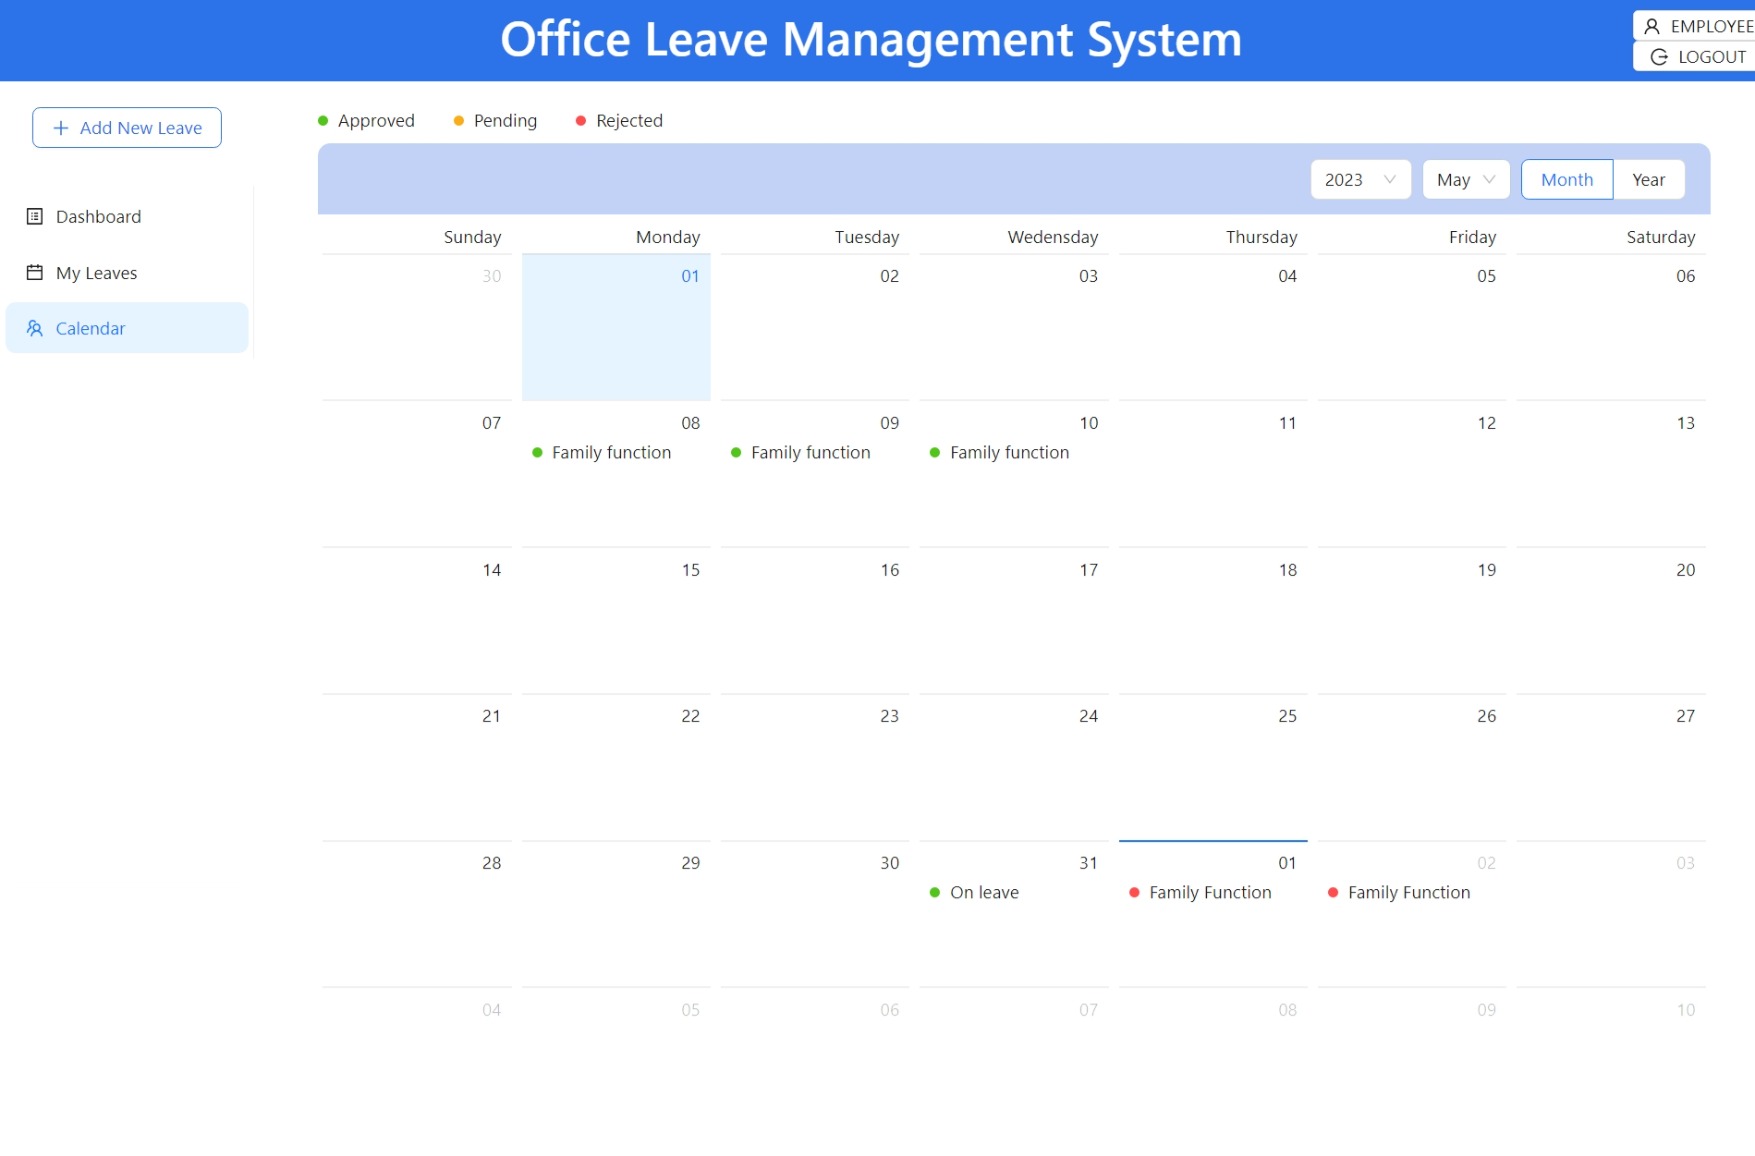 Office Leave Management System
EMPLOYEE
LOGOUT
Add New Leave
Approved Pending Rejected
2023 May Month Year
Dashboard
My Leaves
Calendar
Sunday Monday Tuesday Wedensday Thursday Friday Saturday
30 01 02 03 04 05 06
07 08 09 10 11 12 13
Family function Family function Family function
14 15 16 17 18 19 20
21 22 23 24 25 26 27
28 29 30 31 01 02 03
On leave Family Function Family Function
04 05 06 07 08 09 10